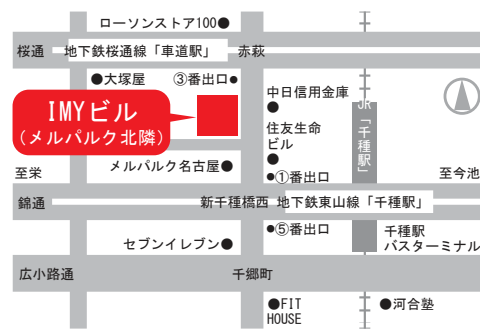 ローソンストア100●
桜通
地下鉄桜通線「車道駅」
赤萩
●大塚屋
③番出口●
中日信用金庫
●
IMYビル
(メルパルク北隣)
住友生命
ビル
●
JR「千種駅」
メルパルク名古屋●
●①番出口
至栄
至今池
錦通
新千種橋西
地下鉄東山線「千種駅」
セブンイレブン●
●⑤番出口
千種駅
バスターミナル
広小路通
千郷町
●FIT
HOUSE
●河合塾